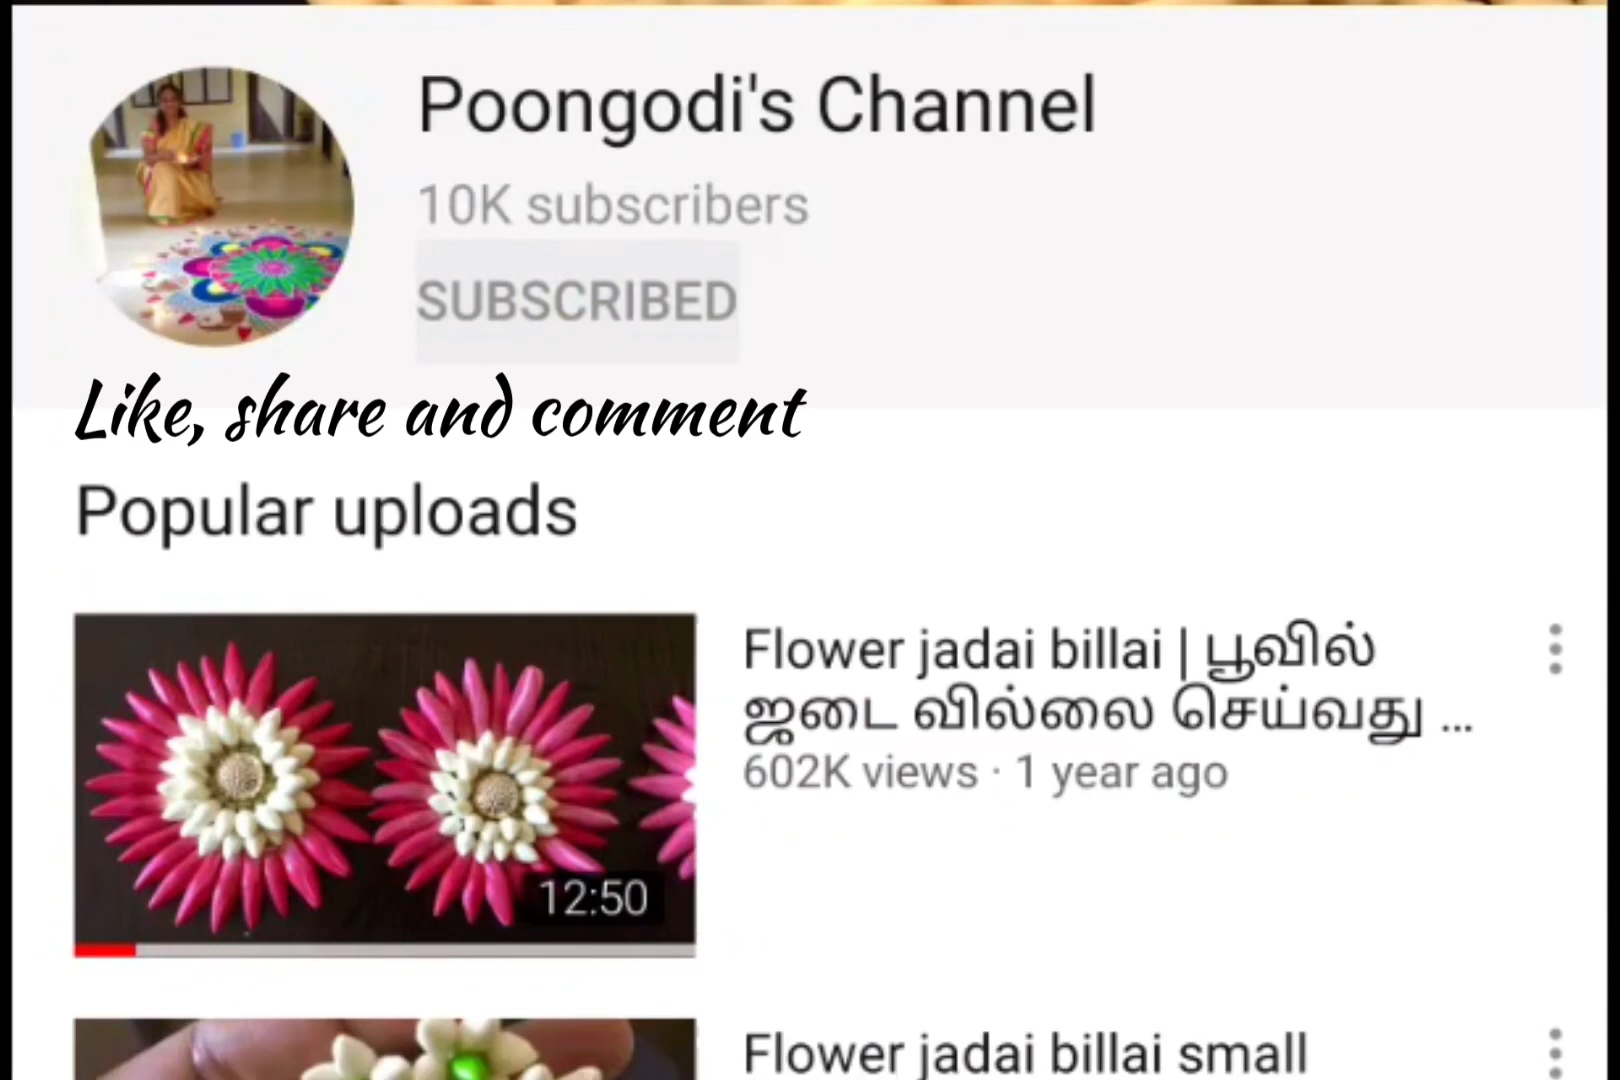 Poongodi's Channel
10K subscribers
SUBSCRIBED
Like, share and comment
Popular uploads
Flower jadai billai | பூவில்
ஜடை வில்லை செய்வது ...
602K views · 1 year ago
12:50
Flower jadai billai small